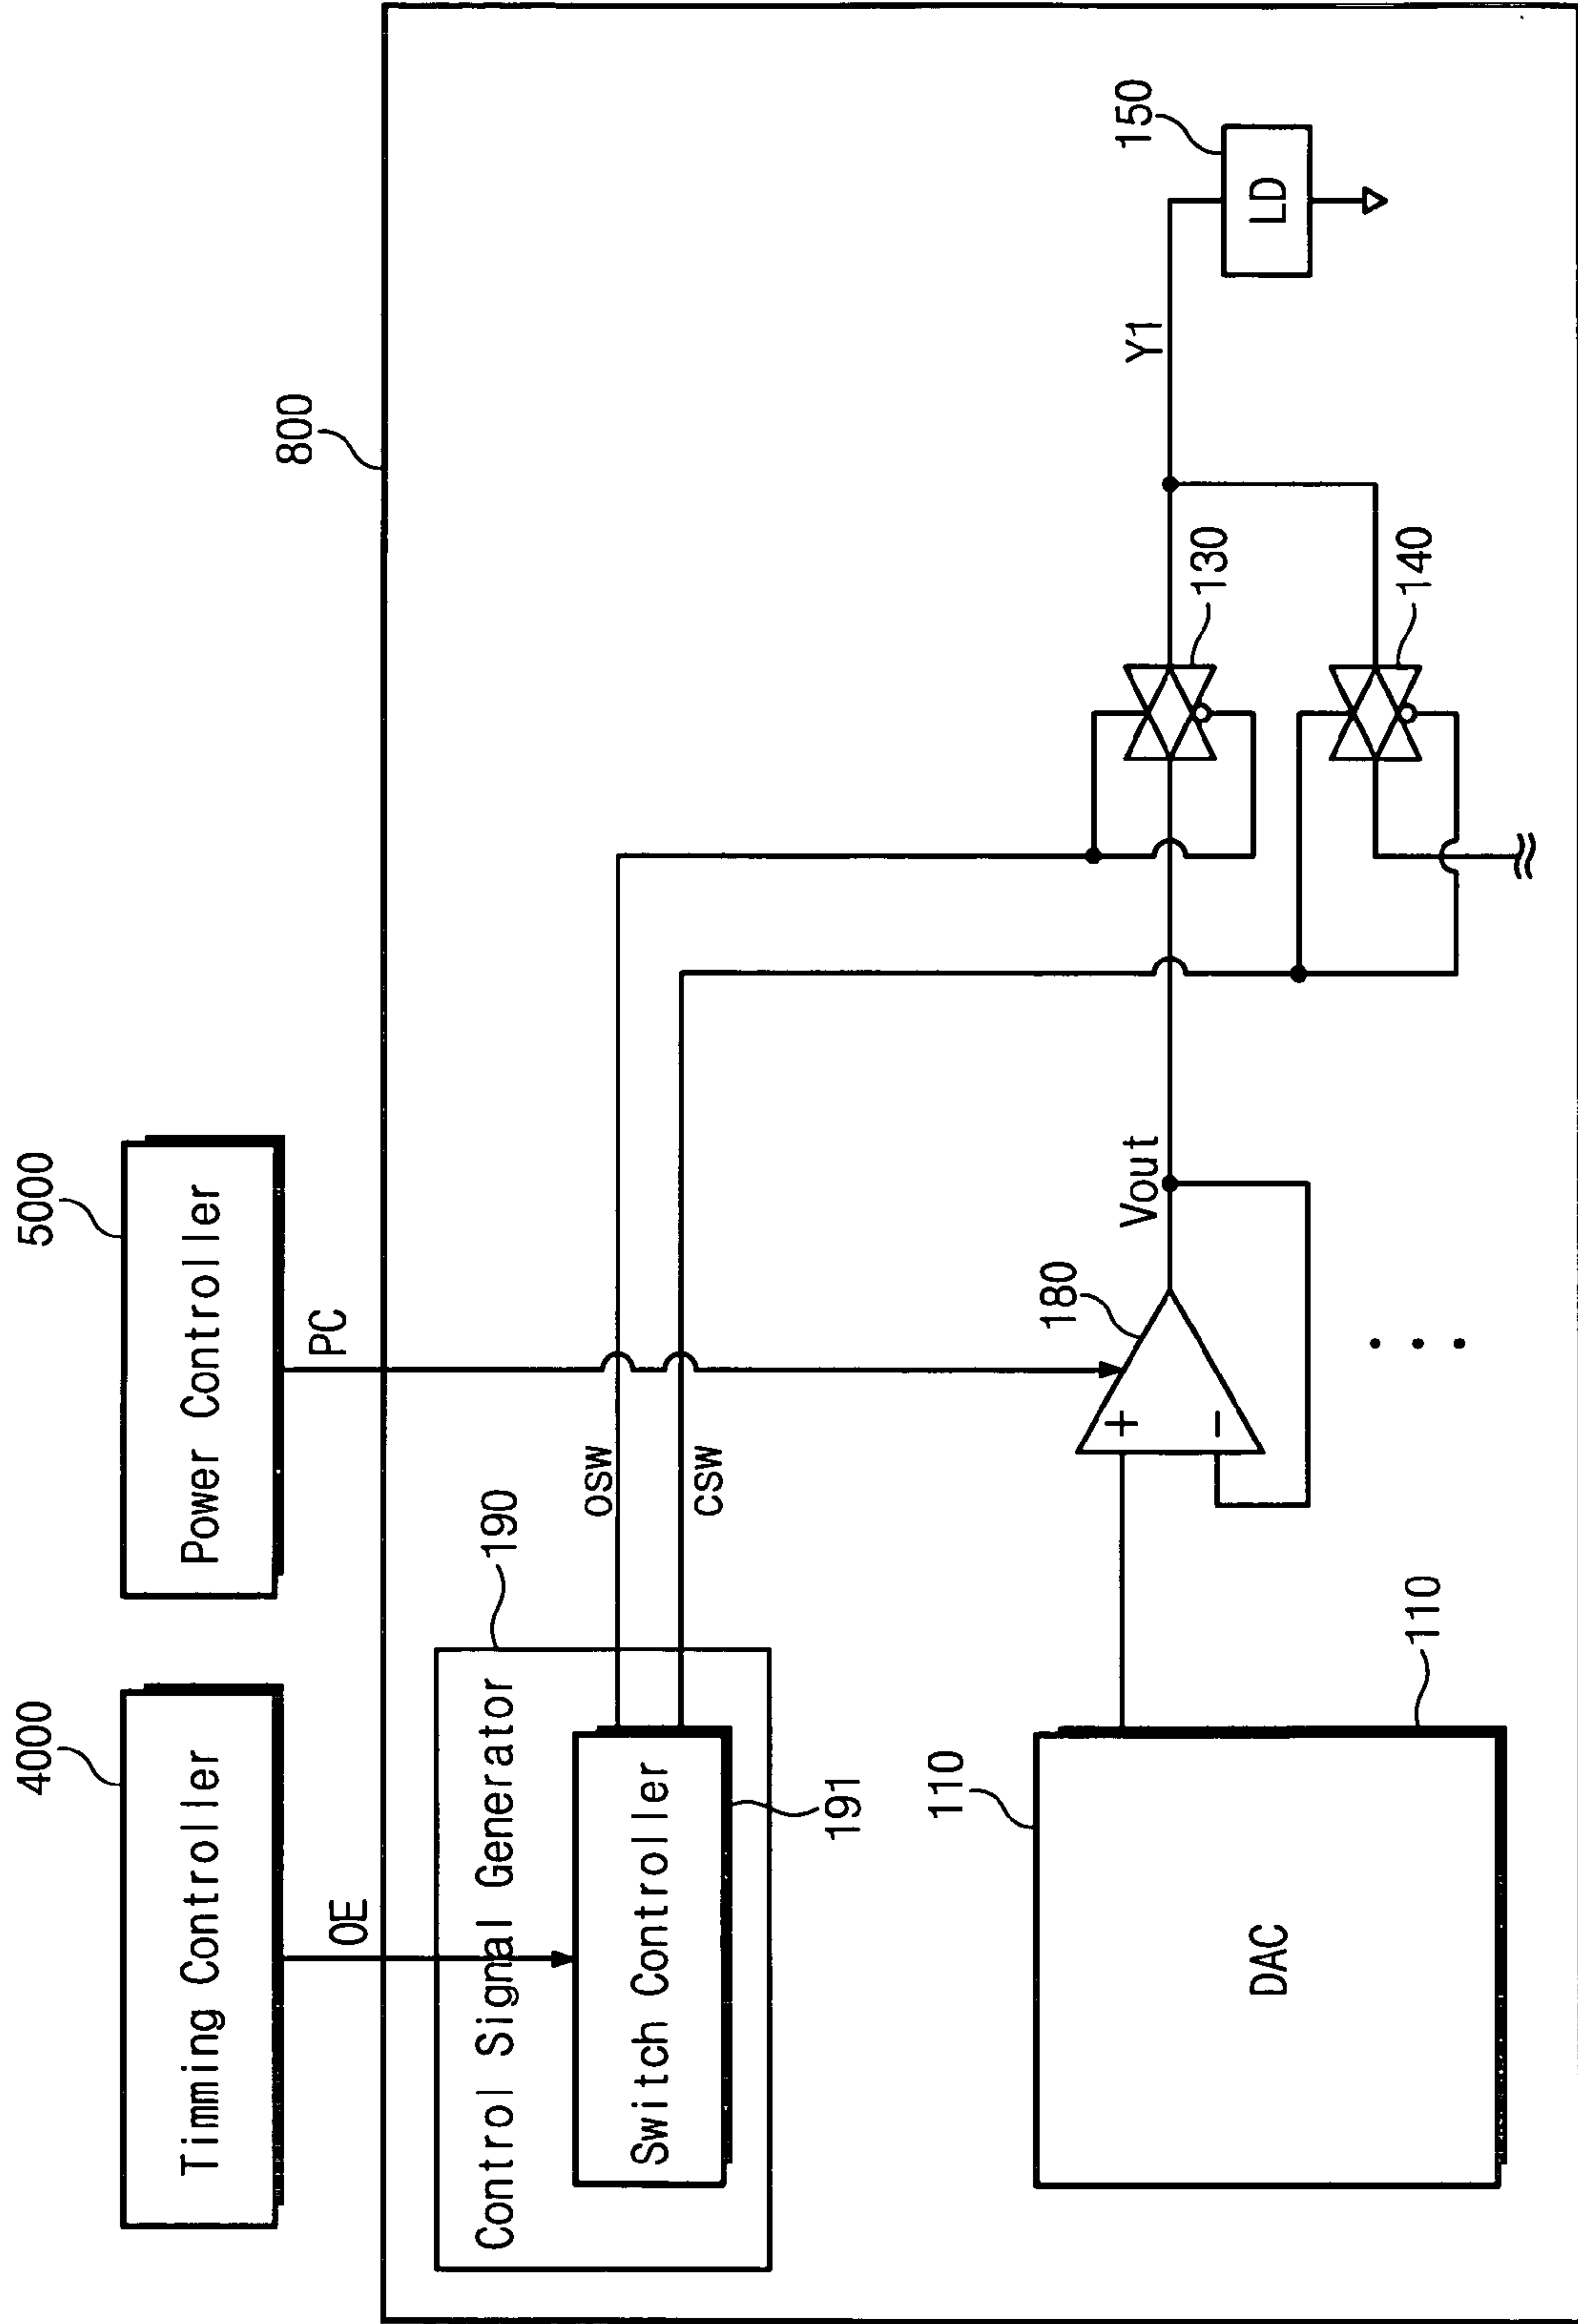 4000
5000
Timming Controller
Power Controller
OE
PC
800
190
Control Signal Generator
Switch Controller
191
OSW
CSW
110
DAC
110
180
+
-
Vout
130
140
Y1
150
LD